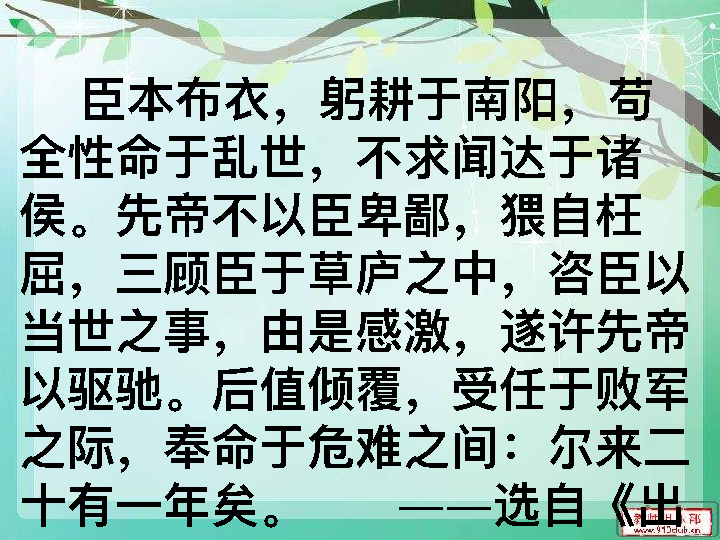 臣本布衣，躬耕于南阳，苟
全性命于乱世，不求闻达于诸
侯。先帝不以臣卑鄙，猥自枉
屈，三顾臣于草庐之中，咨臣以
当世之事，由是感激，遂许先帝
以驱驰。后值倾覆，受任于败军
之际，奉命于危难之间：尔来二
十有一年矣。 ——选自《出
www.910club.cn